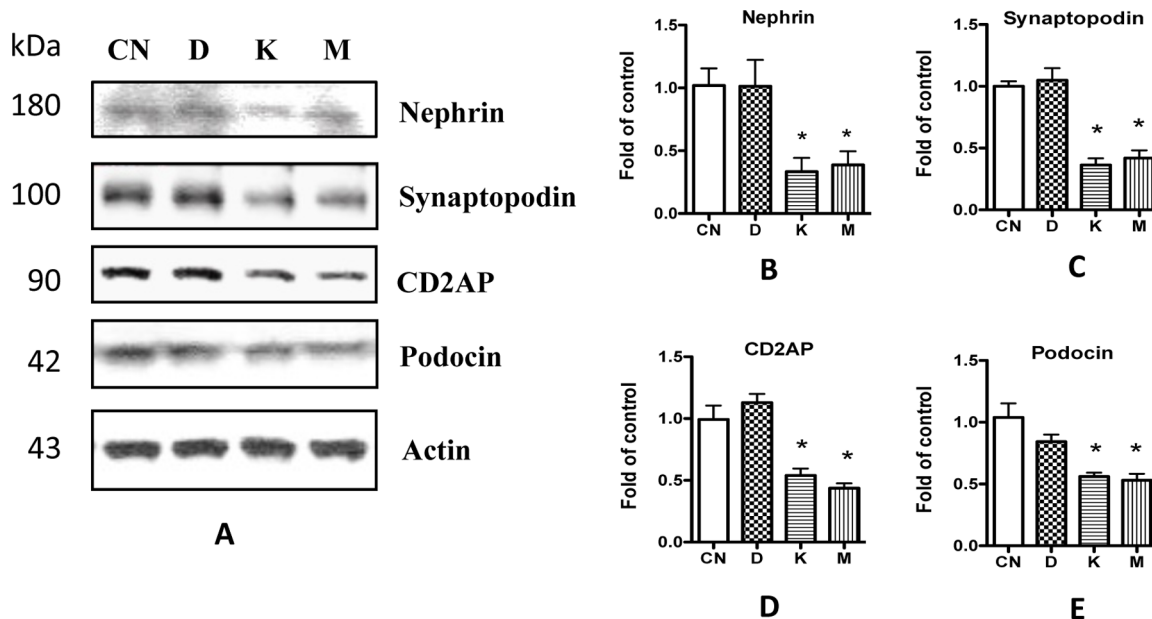 kDa CN D K M
180 Nephrin
100 Synaptopodin
90 CD2AP
42 Podocin
43 Actin
A
Nephrin
Fold of control
1.5
1.0
0.5
0.0
*
*
CN D K M
B
Synaptopodin
Fold of control
1.5
1.0
0.5
0.0
*
*
CN D K M
C
CD2AP
Fold of control
1.5
1.0
0.5
0.0
*
*
CN D K M
D
Podocin
Fold of control
1.5
1.0
0.5
0.0
*
*
CN D K M
E